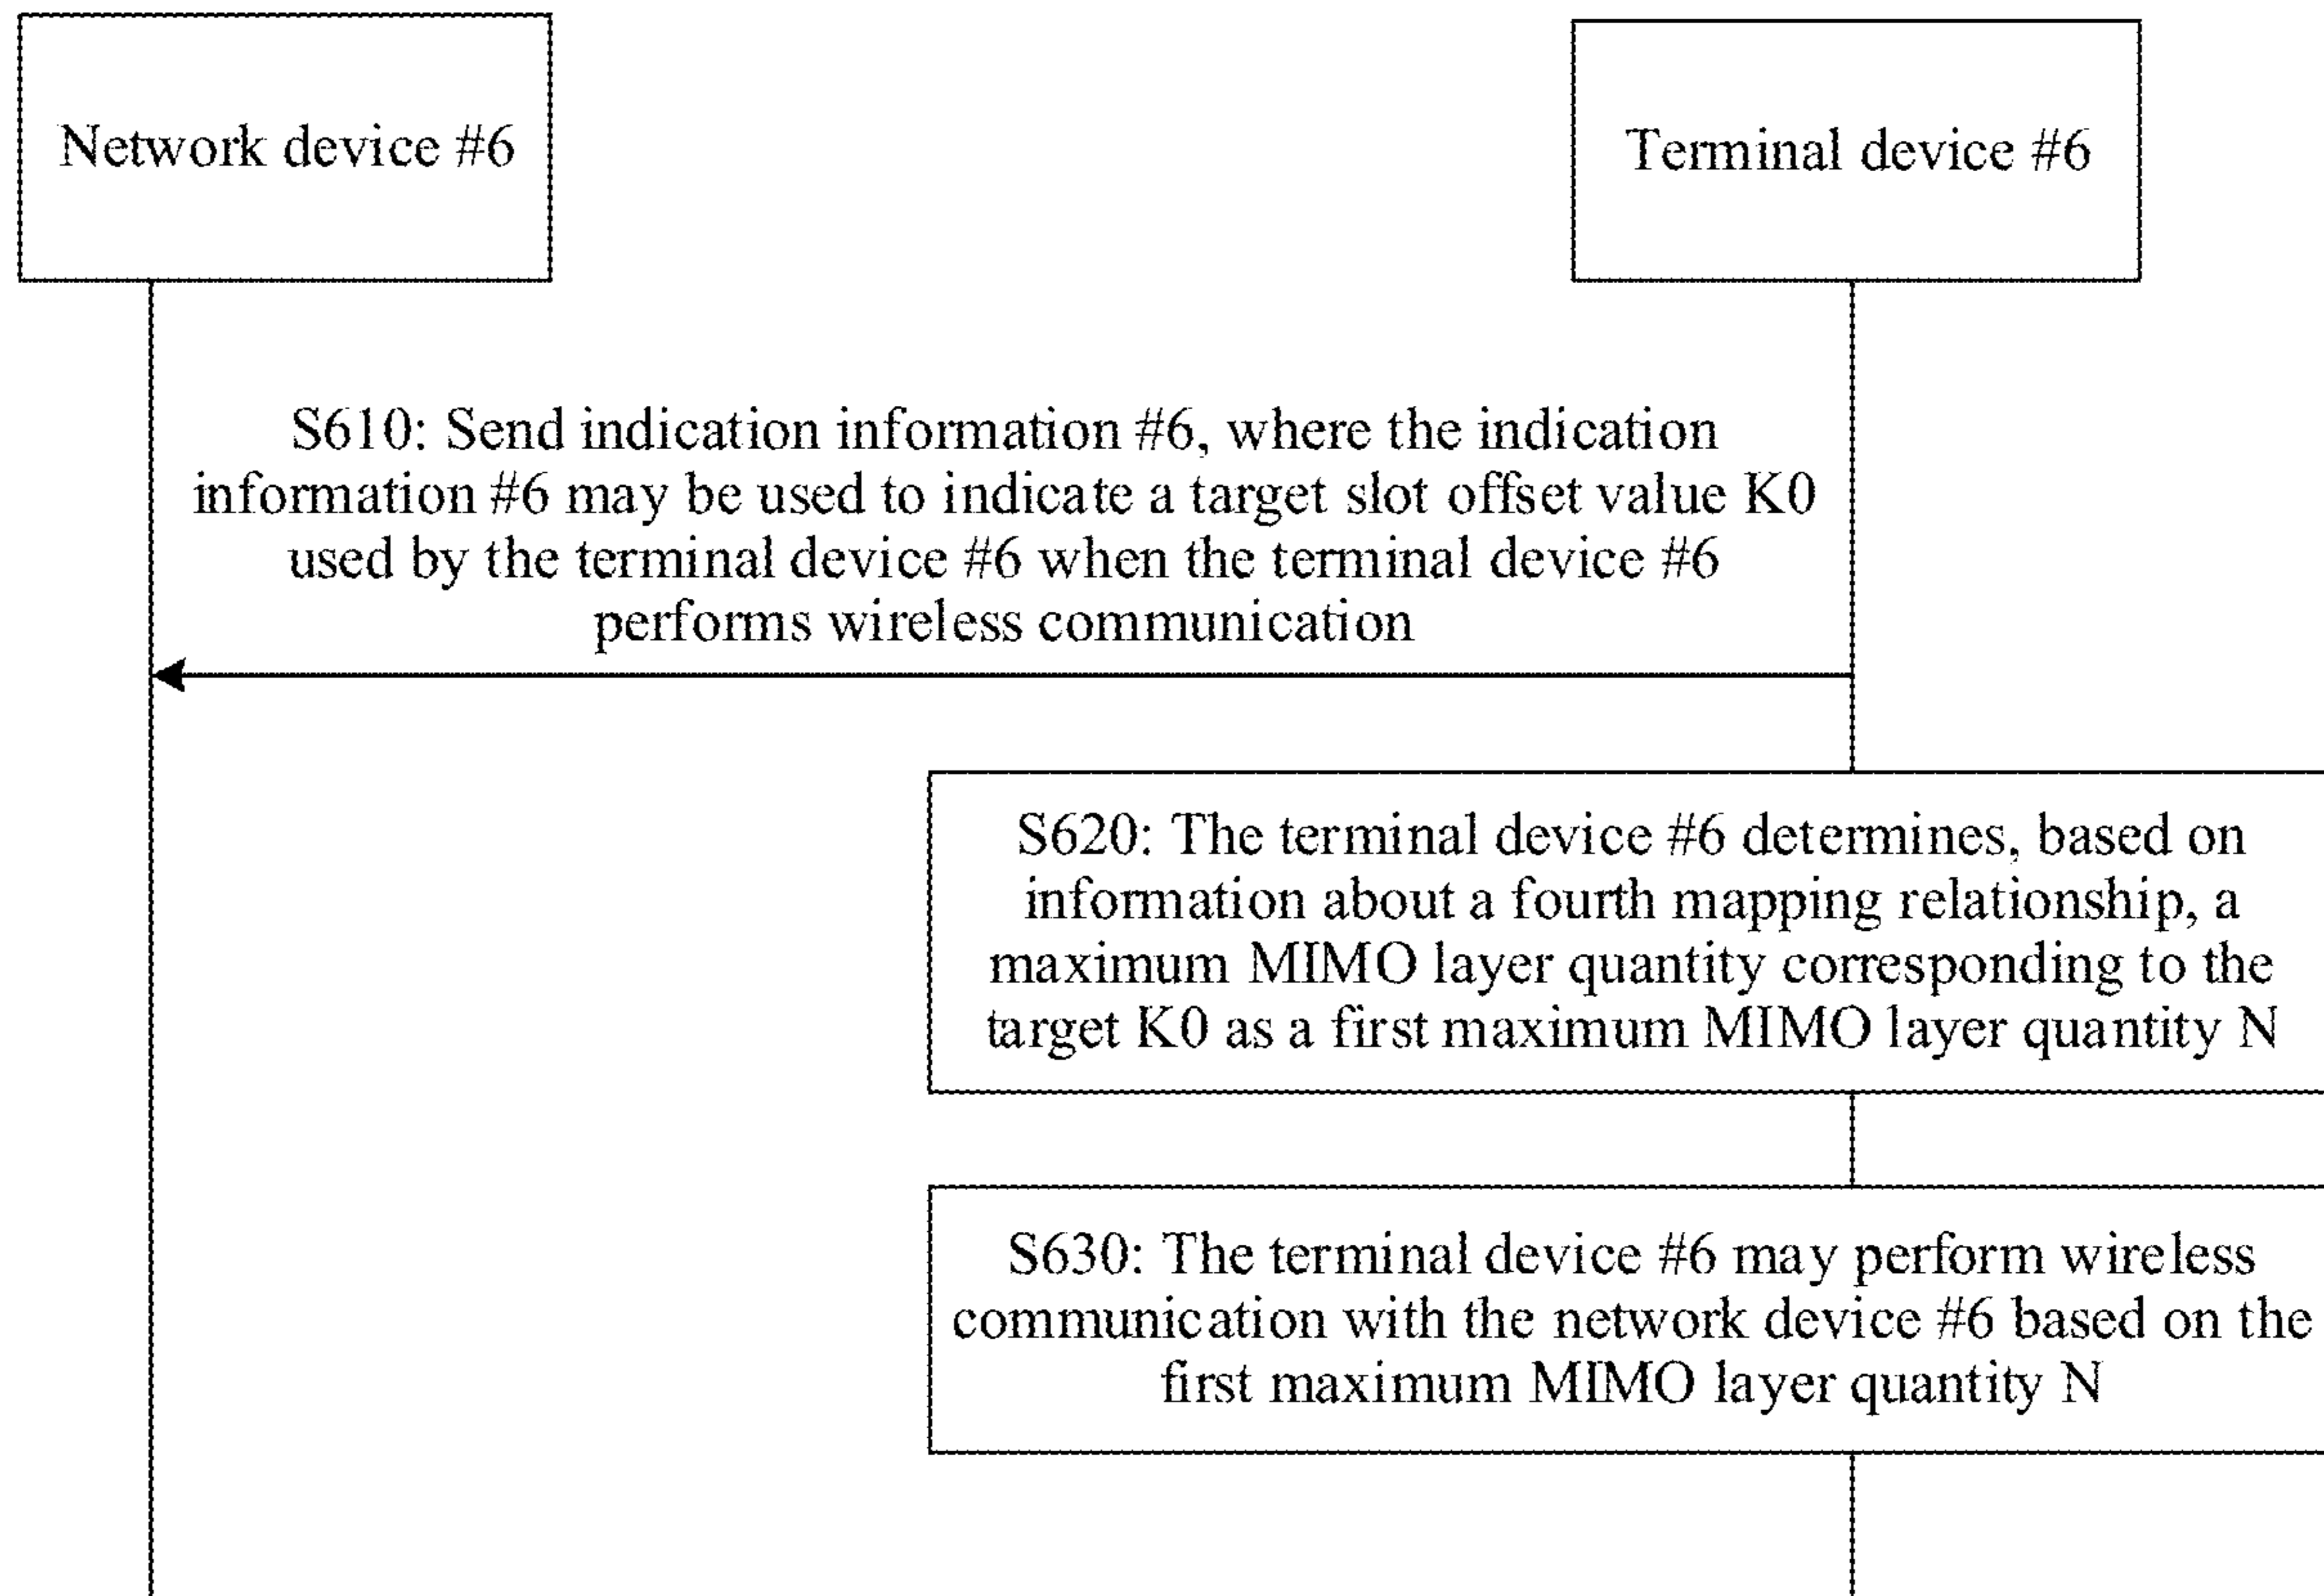 Network device #6
Terminal device #6
S610: Send indication information #6, where the indication
information #6 may be used to indicate a target slot offset value K0
used by the terminal device #6 when the terminal device #6
performs wireless communication
S620: The terminal device #6 determines, based on
information about a fourth mapping relationship, a
maximum MIMO layer quantity corresponding to the
target K0 as a first maximum MIMO layer quantity N
S630: The terminal device #6 may perform wireless
communication with the network device #6 based on the
first maximum MIMO layer quantity N